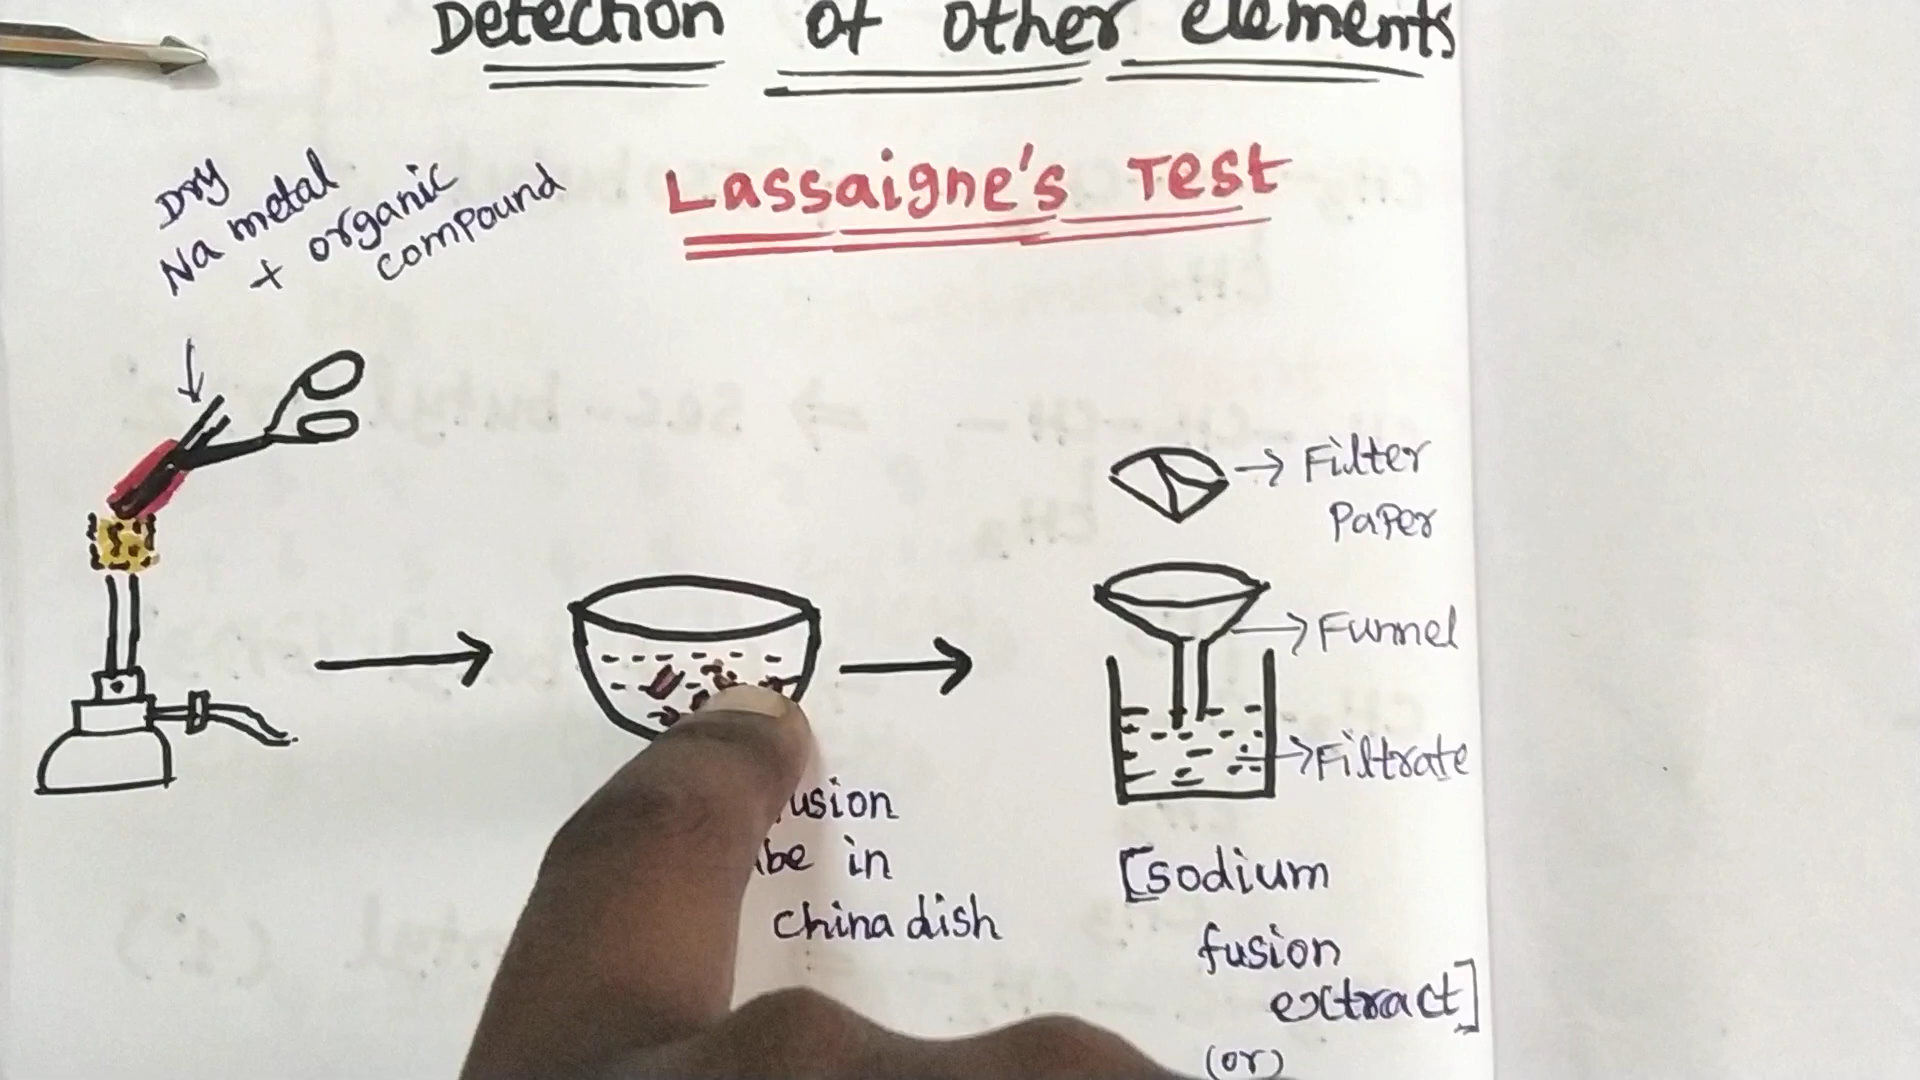 Detection of other elements
Lassaigne's Test
Dry
Na metal
+ organic
compound
Filter
Paper
Funnel
Filtrate
usion
be in
china dish
[sodium
fusion
extract]
(or)